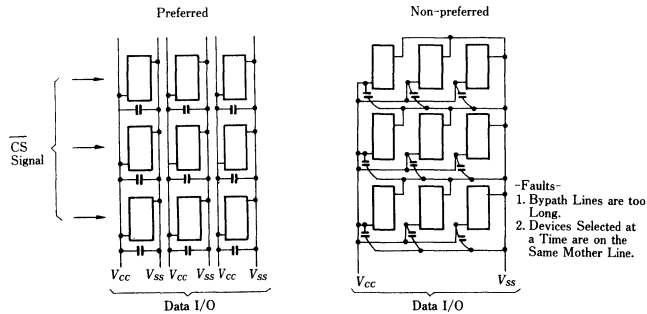 Preferred
Non-preferred
CS
Signal
-Faults-
1. Bypath Lines are too
Long.
2. Devices Selected at
a Time are on the
Same Mother Line.
VCC VSS VCC VSS VCC VSS
VCC VSS
Data I/O
Data I/O